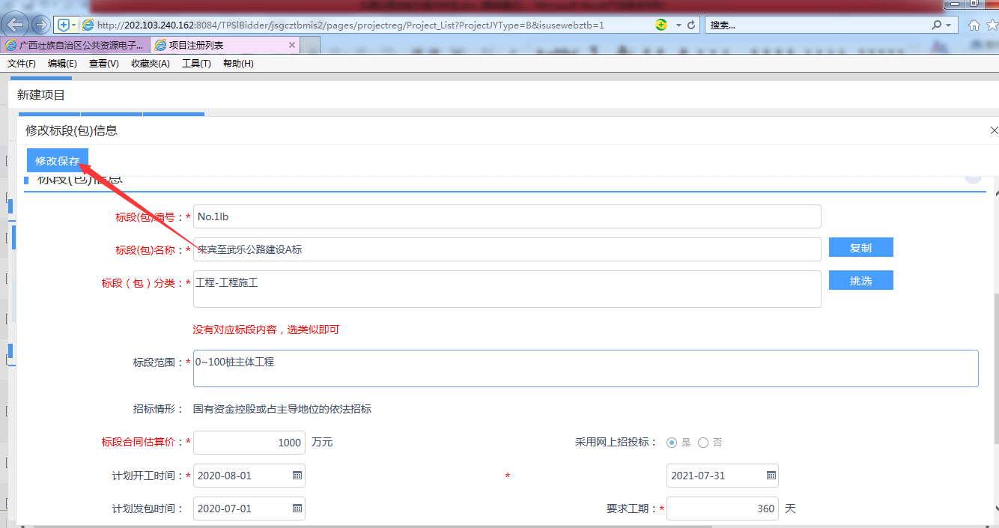 http://202.103.240.162:8084/TPSlBidder/jsgcztbmis2/pages/projectreg/Project_List?ProjectJYType=B&isusewebztb=1
搜索...
广西壮族自治区公共资源电子...
项目注册列表
文件(F) 编辑(E) 查看(V) 收藏夹(A) 工具(T) 帮助(H)
新建项目
修改标段(包)信息
修改保存
标段(包)信息
标段(包)编号：* No.1lb
标段(包)名称：* 来宾至武乐公路建设A标 复制
标段（包）分类：* 工程-工程施工 挑选
没有对应标段内容，选类似即可
标段范围：* 0~100桩主体工程
招标情形： 国有资金控股或占主导地位的依法招标
标段合同估算价：* 1000 万元 采用网上招投标： 是 否
计划开工时间：* 2020-08-01 * 2021-07-31
计划发包时间： 2020-07-01 要求工期：* 360 天